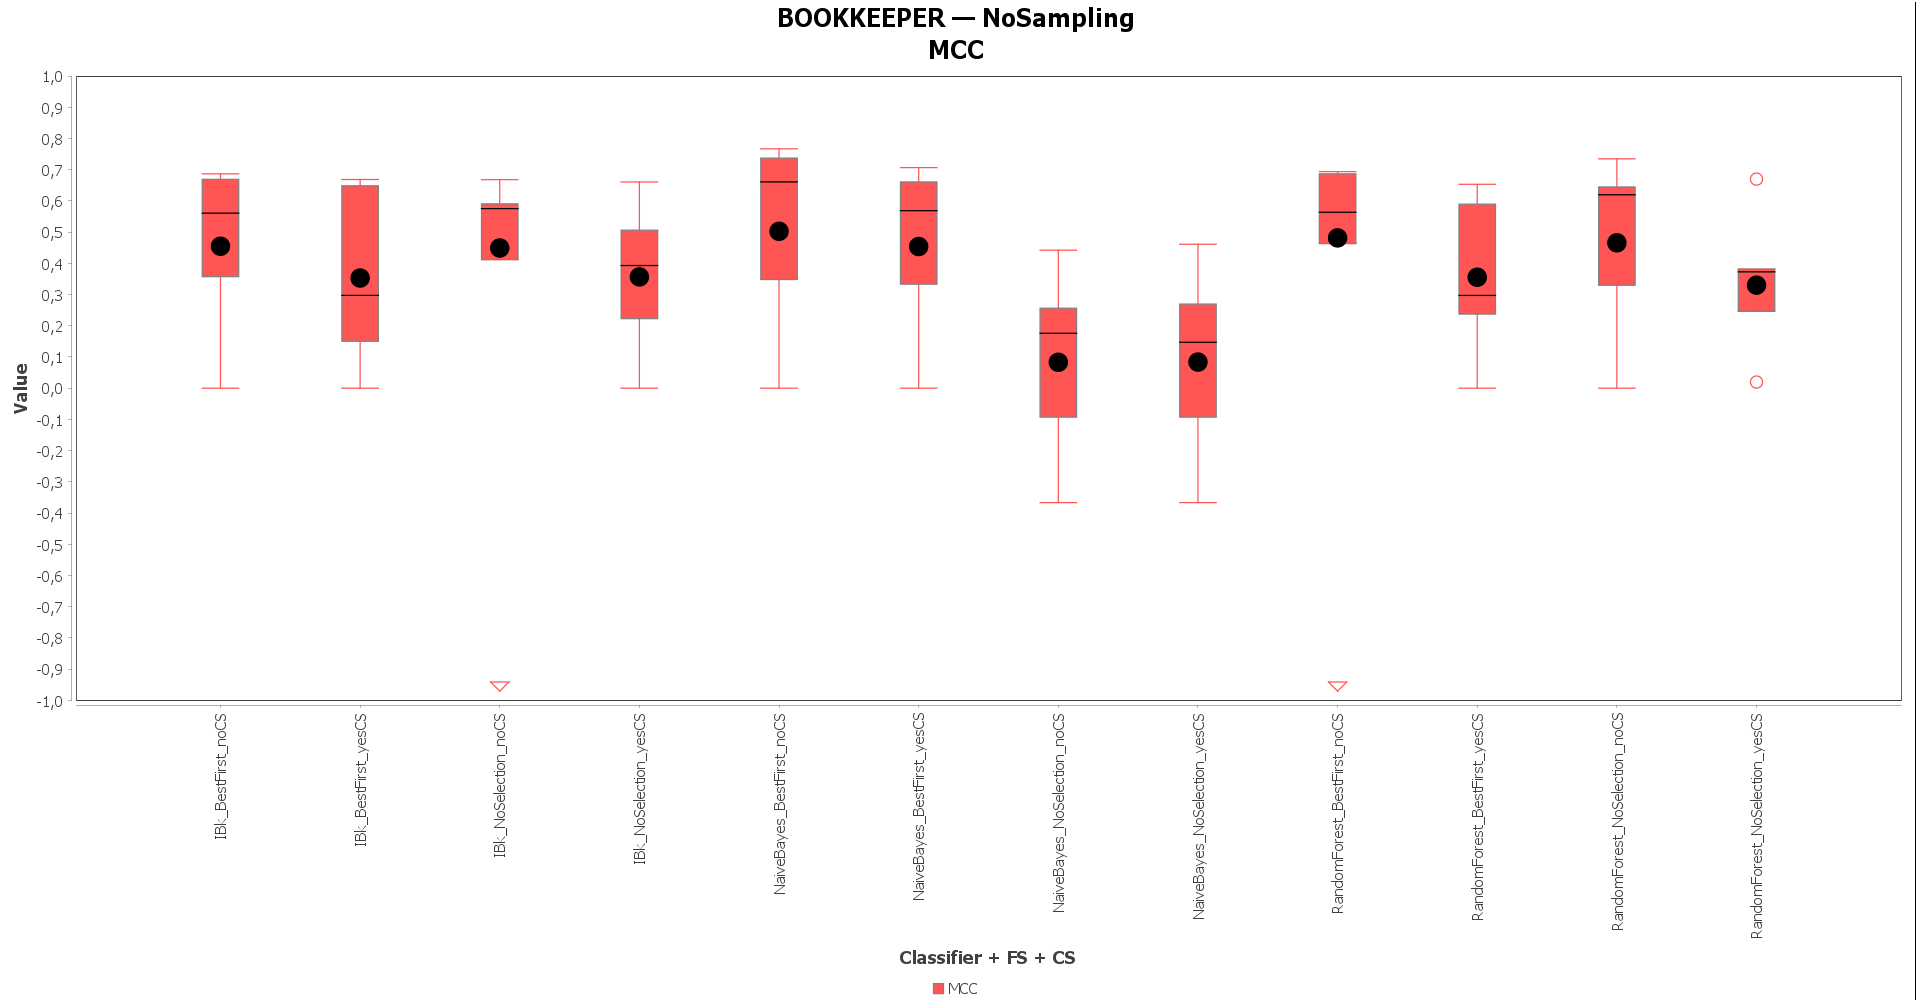 BOOKKEEPER — NoSampling
MCC
1,0
0,9
0,8
0,7
0,6
0,5
0,4
0,3
0,2
0,1
0,0
-0,1
-0,2
-0,3
-0,4
-0,5
-0,6
-0,7
-0,8
-0,9
-1,0
Value
IBk_BestFirst_noCS
IBk_BestFirst_yesCS
IBk_NoSelection_noCS
IBk_NoSelection_yesCS
NaiveBayes_BestFirst_noCS
NaiveBayes_BestFirst_yesCS
NaiveBayes_NoSelection_noCS
NaiveBayes_NoSelection_yesCS
RandomForest_BestFirst_noCS
RandomForest_BestFirst_yesCS
RandomForest_NoSelection_noCS
RandomForest_NoSelection_yesCS
Classifier + FS + CS
MCC